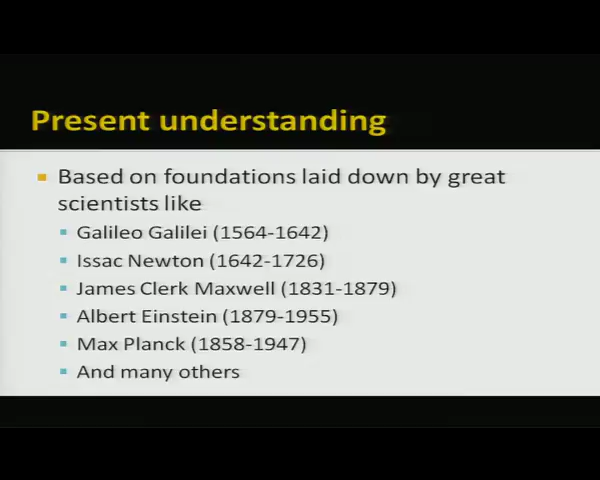 Present understanding
Based on foundations laid down by great
scientists like
Galileo Galilei (1564-1642)
Issac Newton (1642-1726)
James Clerk Maxwell (1831-1879)
Albert Einstein (1879-1955)
Max Planck (1858-1947)
And many others